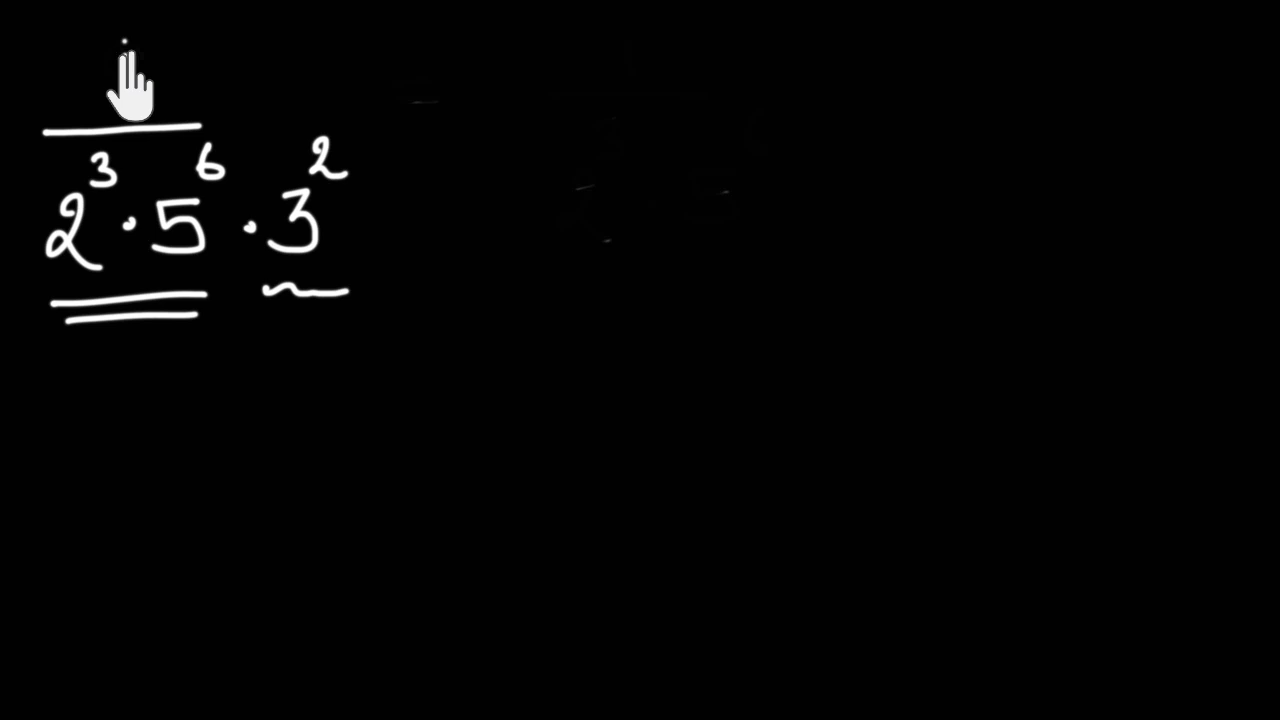 2³ · 5⁶ · 3²